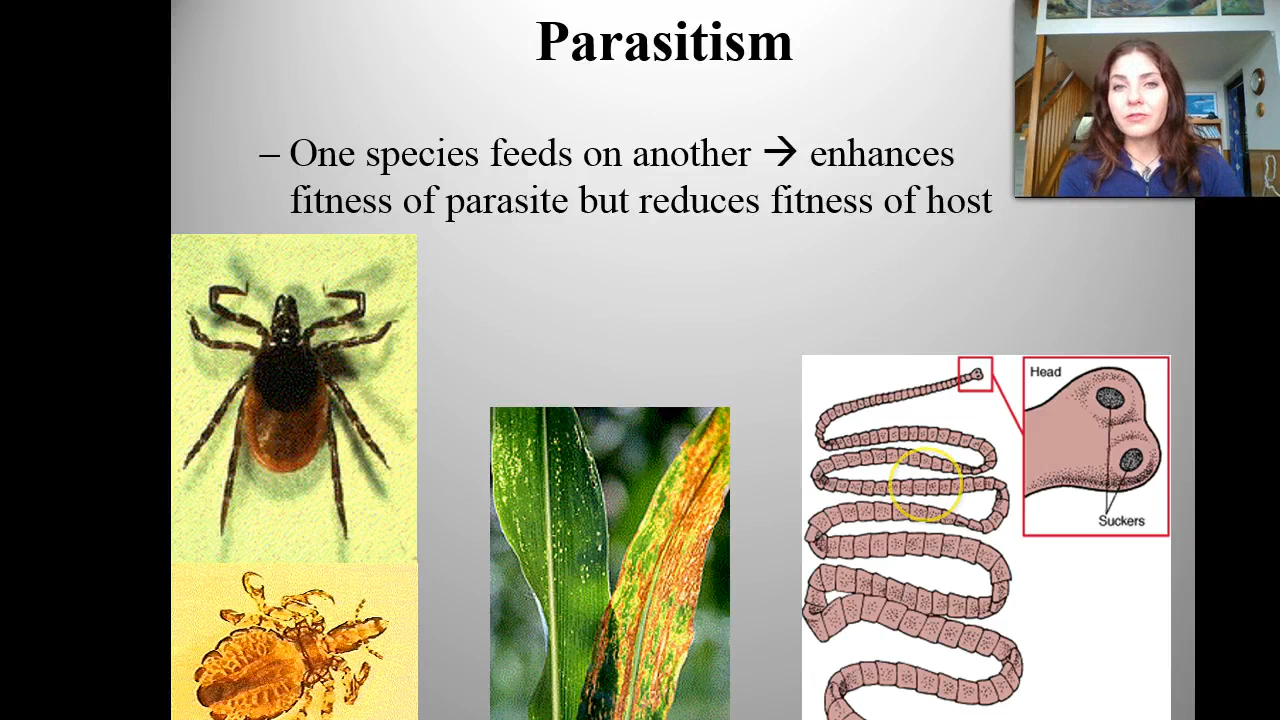 Parasitism
– One species feeds on another → enhances
fitness of parasite but reduces fitness of host
Head
Suckers